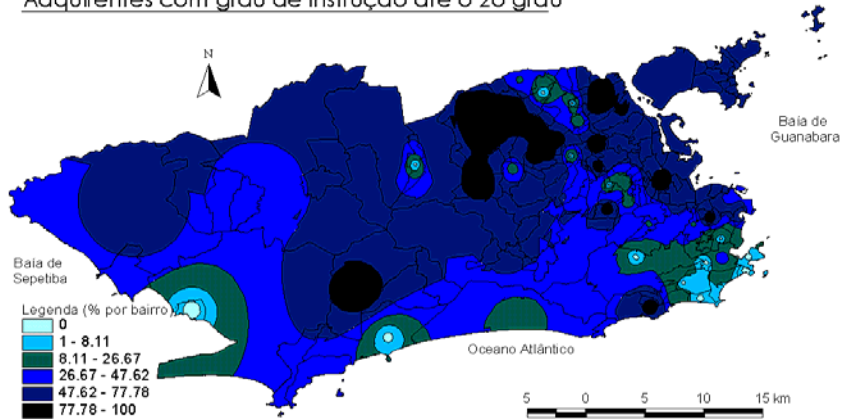 Adquirentes com grau de instrução até o 2o grau
N
Baía de
Guanabara
Baía de
Sepetiba
Legenda (% por bairro)
0
1 - 8.11
8.11 - 26.67
26.67 - 47.62
47.62 - 77.78
77.78 - 100
Oceano Atlântico
5 0 5 10 15 km